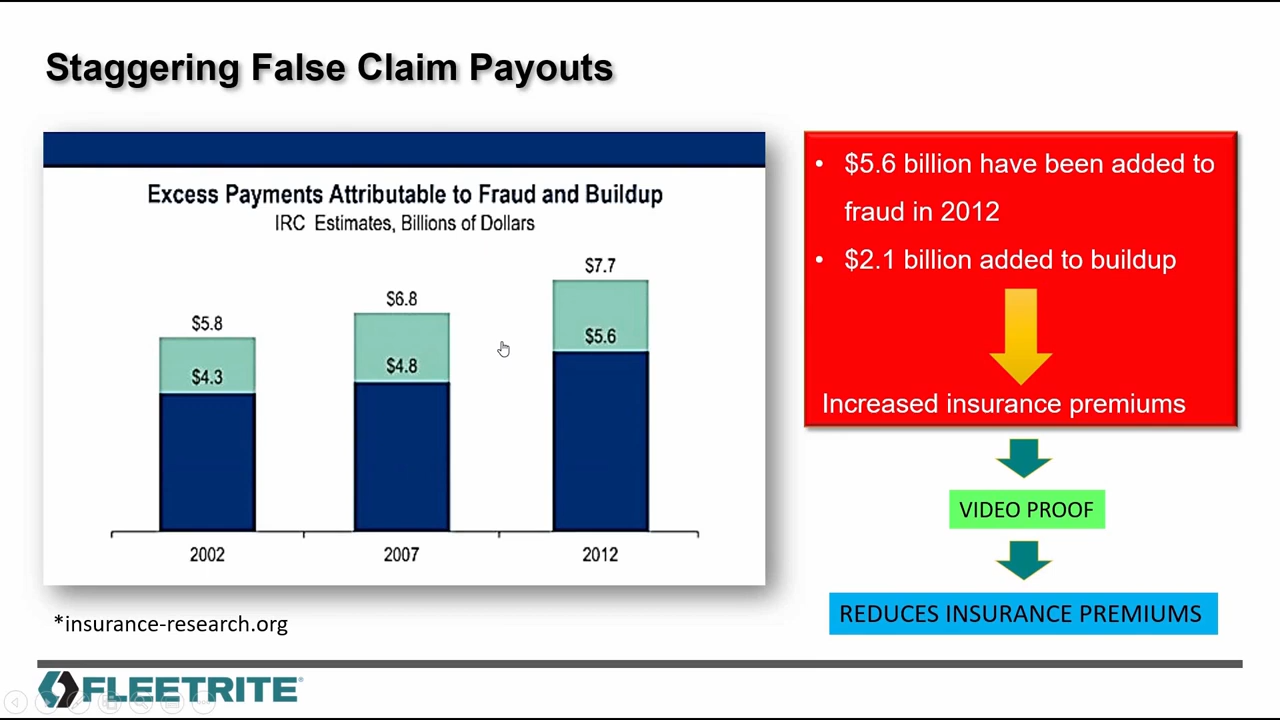 Staggering False Claim Payouts
Excess Payments Attributable to Fraud and Buildup
IRC Estimates, Billions of Dollars
$5.8
$4.3
$6.8
$4.8
$7.7
$5.6
2002
2007
2012
*insurance-research.org
• $5.6 billion have been added to
fraud in 2012
• $2.1 billion added to buildup
Increased insurance premiums
VIDEO PROOF
REDUCES INSURANCE PREMIUMS
FLEETRITE®